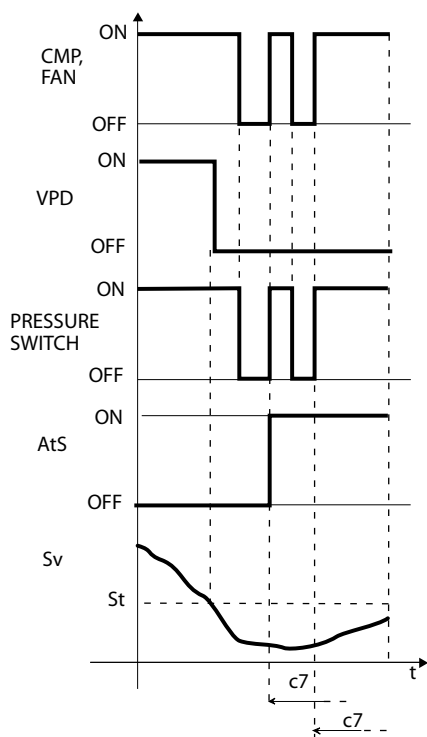 ON
CMP,
FAN
OFF
ON
VPD
OFF
ON
PRESSURE
SWITCH
OFF
ON
AtS
OFF
Sv
St
t
c7
c7